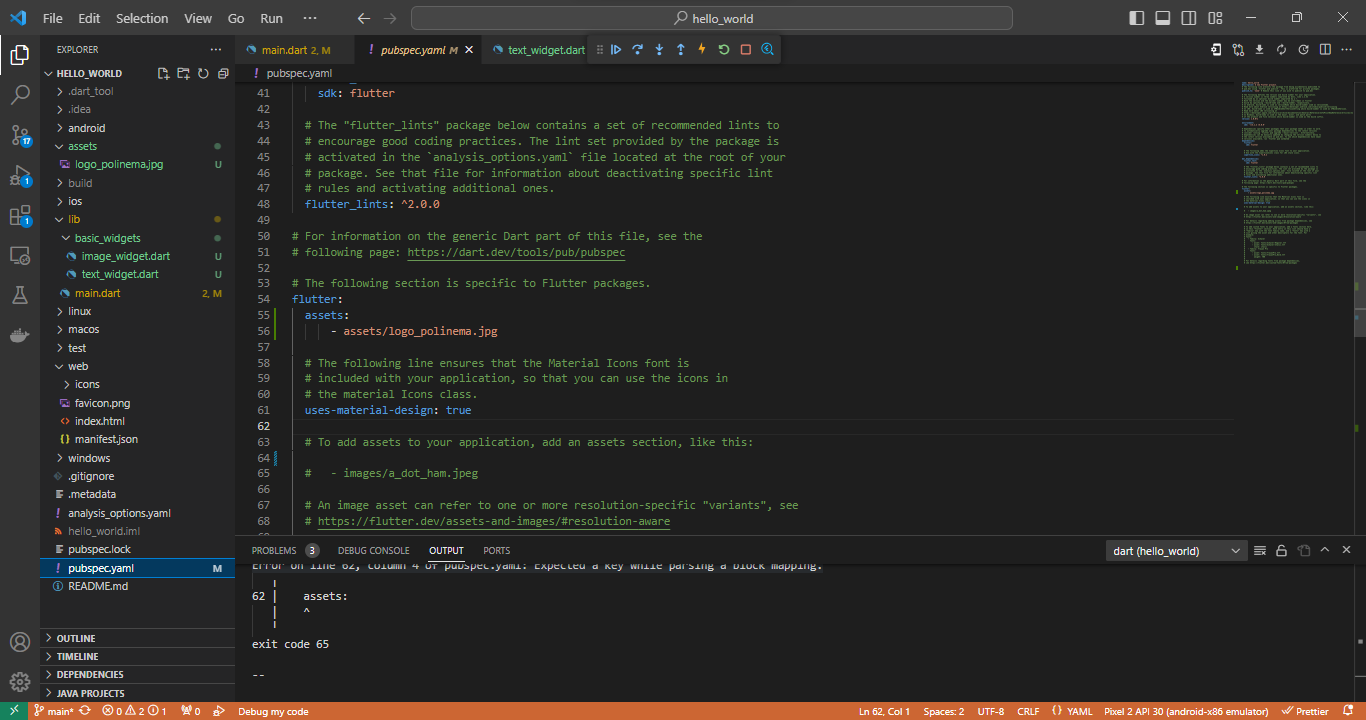 File Edit Selection View Go Run ··· hello_world
EXPLORER
HELLO_WORLD
.dart_tool
.idea
android
assets
logo_polinema.jpg U
build
ios
lib
basic_widgets
image_widget.dart U
text_widget.dart U
main.dart 2, M
linux
macos
test
web
icons
favicon.png
index.html
manifest.json
windows
.gitignore
.metadata
analysis_options.yaml
hello_world.iml
pubspec.lock
pubspec.yaml M
README.md
OUTLINE
TIMELINE
DEPENDENCIES
JAVA PROJECTS
17
1
1
main.dart 2, M
pubspec.yaml M
text_widget.dart
pubspec.yaml
41 sdk: flutter
42
43 # The "flutter_lints" package below contains a set of recommended lints to
44 # encourage good coding practices. The lint set provided by the package is
45 # activated in the `analysis_options.yaml` file located at the root of your
46 # package. See that file for information about deactivating specific lint
47 # rules and activating additional ones.
48 flutter_lints: ^2.0.0
49
50 # For information on the generic Dart part of this file, see the
51 # following page: https://dart.dev/tools/pub/pubspec
52
53 # The following section is specific to Flutter packages.
54 flutter:
55 assets:
56 - assets/logo_polinema.jpg
57
58 # The following line ensures that the Material Icons font is
59 # included with your application, so that you can use the icons in
60 # the material Icons class.
61 uses-material-design: true
62
63 # To add assets to your application, add an assets section, like this:
64
65 # - images/a_dot_ham.jpeg
66
67 # An image asset can refer to one or more resolution-specific "variants", see
68 # https://flutter.dev/assets-and-images/#resolution-aware
PROBLEMS 3 DEBUG CONSOLE OUTPUT PORTS dart (hello_world)
Error on line 62, column 4 of pubspec.yaml: Expected a key while parsing a block mapping.
62 | assets:
| ^
exit code 65
--
main* 0 2 1 0 Debug my code Ln 62, Col 1 Spaces: 2 UTF-8 CRLF YAML Pixel 2 API 30 (android-x86 emulator) Prettier